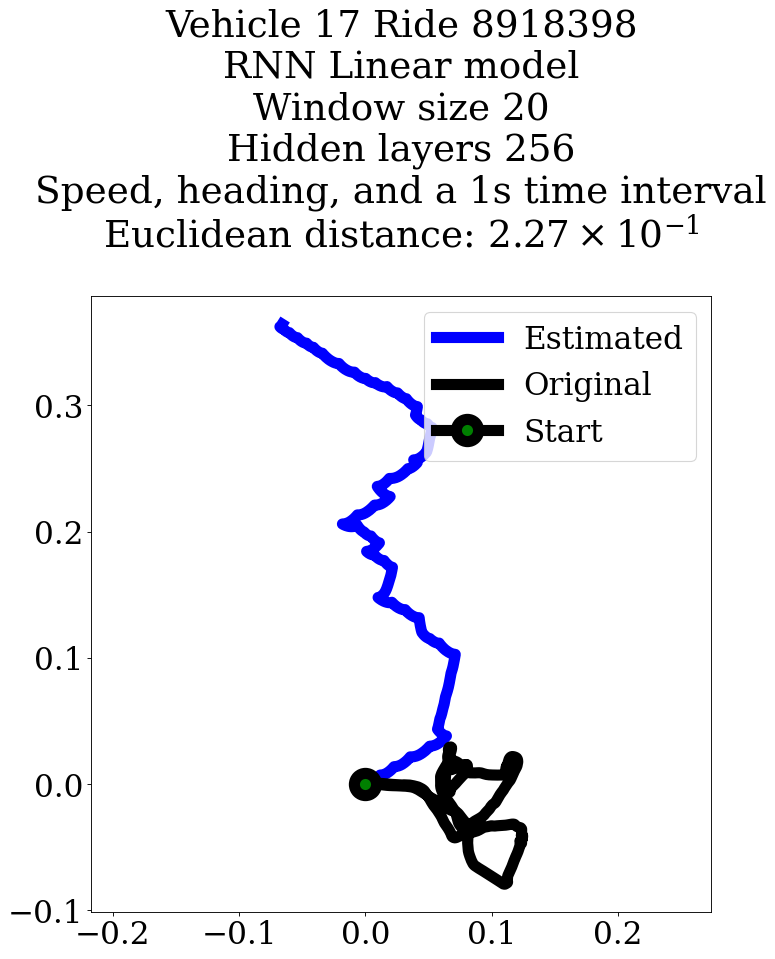 Vehicle 17 Ride 8918398
RNN Linear model
Window size 20
Hidden layers 256
Speed, heading, and a 1s time interval
Euclidean distance: 2.27 × 10⁻¹
Estimated
Original
Start
0.3
0.2
0.1
0.0
−0.1
−0.2 −0.1 0.0 0.1 0.2